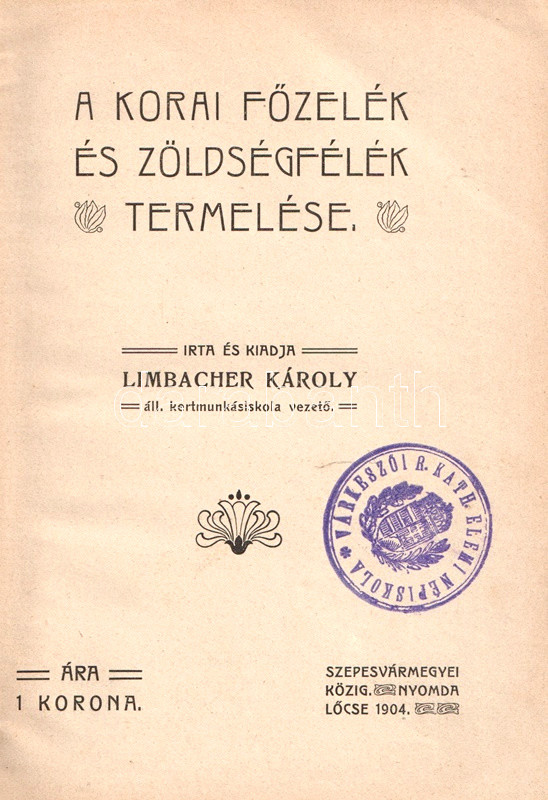 A KORAI FŐZELÉK
ÉS ZÖLDSÉGFÉLÉK
TERMELÉSE.
IRTA ÉS KIADJA
LIMBACHER KÁROLY
áll. kertmunkásiskola vezető.
VÁRKESZŐI R. KATH. ELEMI NÉPISKOLA
ÁRA
1 KORONA.
SZEPESVÁRMEGYEI
KÖZIG. NYOMDA
LŐCSE 1904.
darabanth